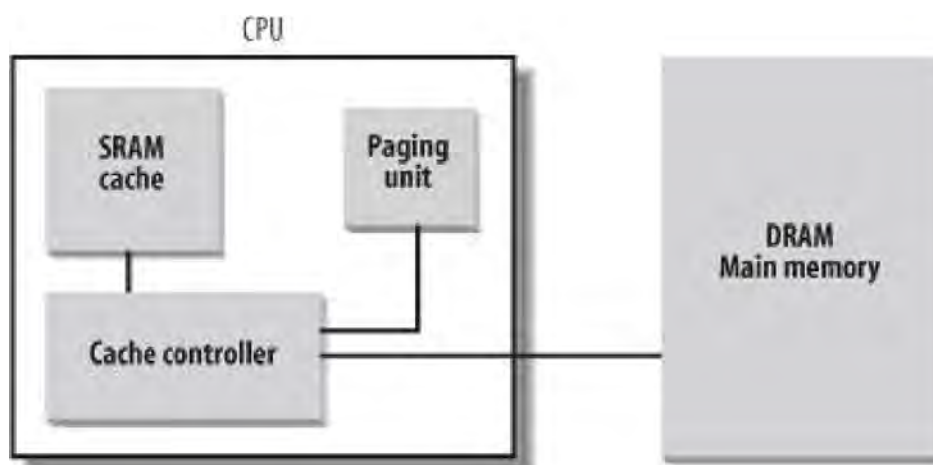 CPU
SRAM
cache
Paging
unit
DRAM
Main memory
Cache controller